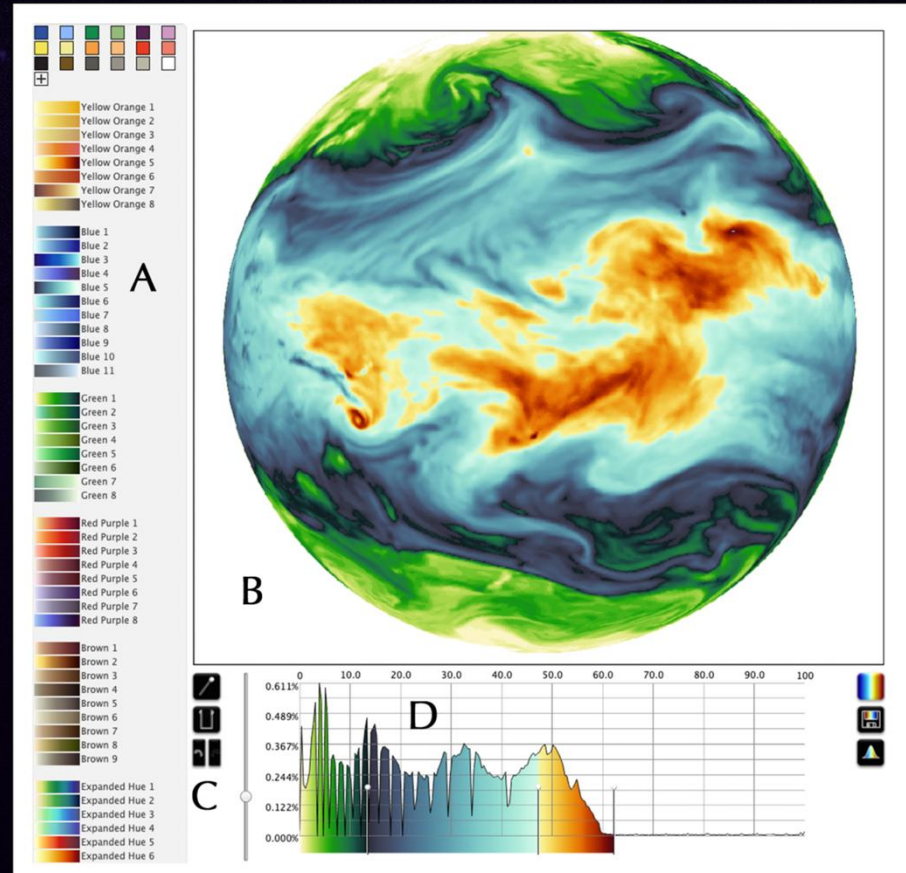 Yellow Orange 1
Yellow Orange 2
Yellow Orange 3
Yellow Orange 4
Yellow Orange 5
Yellow Orange 6
Yellow Orange 7
Yellow Orange 8
Blue 1
Blue 2
Blue 3
Blue 4
Blue 5
Blue 6
Blue 7
Blue 8
Blue 9
Blue 10
Blue 11
A
Green 1
Green 2
Green 3
Green 4
Green 5
Green 6
Green 7
Green 8
Red Purple 1
Red Purple 2
Red Purple 3
Red Purple 4
Red Purple 5
Red Purple 6
Red Purple 7
Red Purple 8
B
Brown 1
Brown 2
Brown 3
Brown 4
Brown 5
Brown 6
Brown 7
Brown 8
Brown 9
Expanded Hue 1
Expanded Hue 2
Expanded Hue 3
Expanded Hue 4
Expanded Hue 5
Expanded Hue 6
C
0 10.0 20.0 30.0 40.0 50.0 60.0 70.0 80.0 90.0 100
0.611%
0.489%
0.367%
0.244%
0.122%
0.000%
D